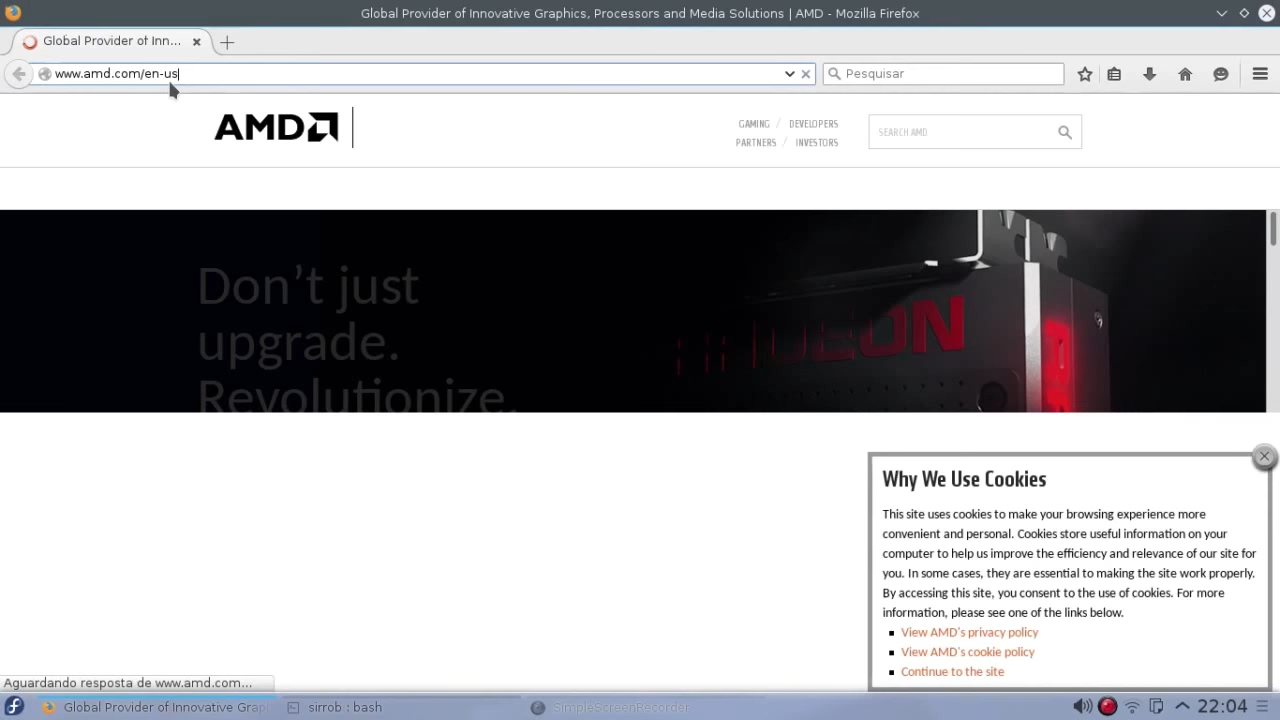 Global Provider of Innovative Graphics, Processors and Media Solutions | AMD - Mozilla Firefox
Global Provider of Inn...
www.amd.com/en-us
Pesquisar
AMD
GAMING / DEVELOPERS
PARTNERS / INVESTORS
SEARCH AMD
Don't just
upgrade.
Revolutionize.
RADEON
Why We Use Cookies
This site uses cookies to make your browsing experience more
convenient and personal. Cookies store useful information on your
computer to help us improve the efficiency and relevance of our site for
you. In some cases, they are essential to making the site work properly.
By accessing this site, you consent to the use of cookies. For more
information, please see one of the links below.
View AMD's privacy policy
View AMD's cookie policy
Continue to the site
Aguardando resposta de www.amd.com...
Global Provider of Innovative Grap
sirrob : bash
SimpleScreenRecorder
22:04